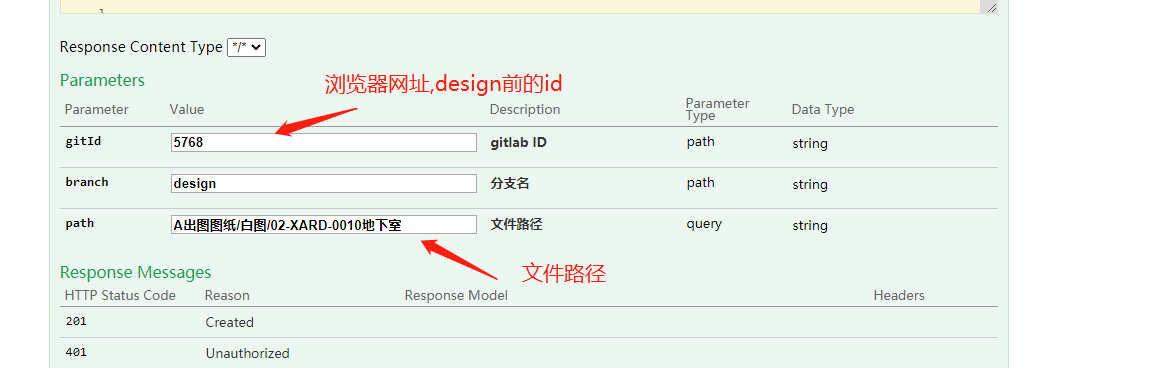 }
Response Content Type */*
Parameters
浏览器网址,design前的id
Parameter Value Description Parameter Type Data Type
gitId 5768 gitlab ID path string
branch design 分支名 path string
path A出图图纸/白图/02-XARD-0010地下室 文件路径 query string
文件路径
Response Messages
HTTP Status Code Reason Response Model Headers
201 Created
401 Unauthorized